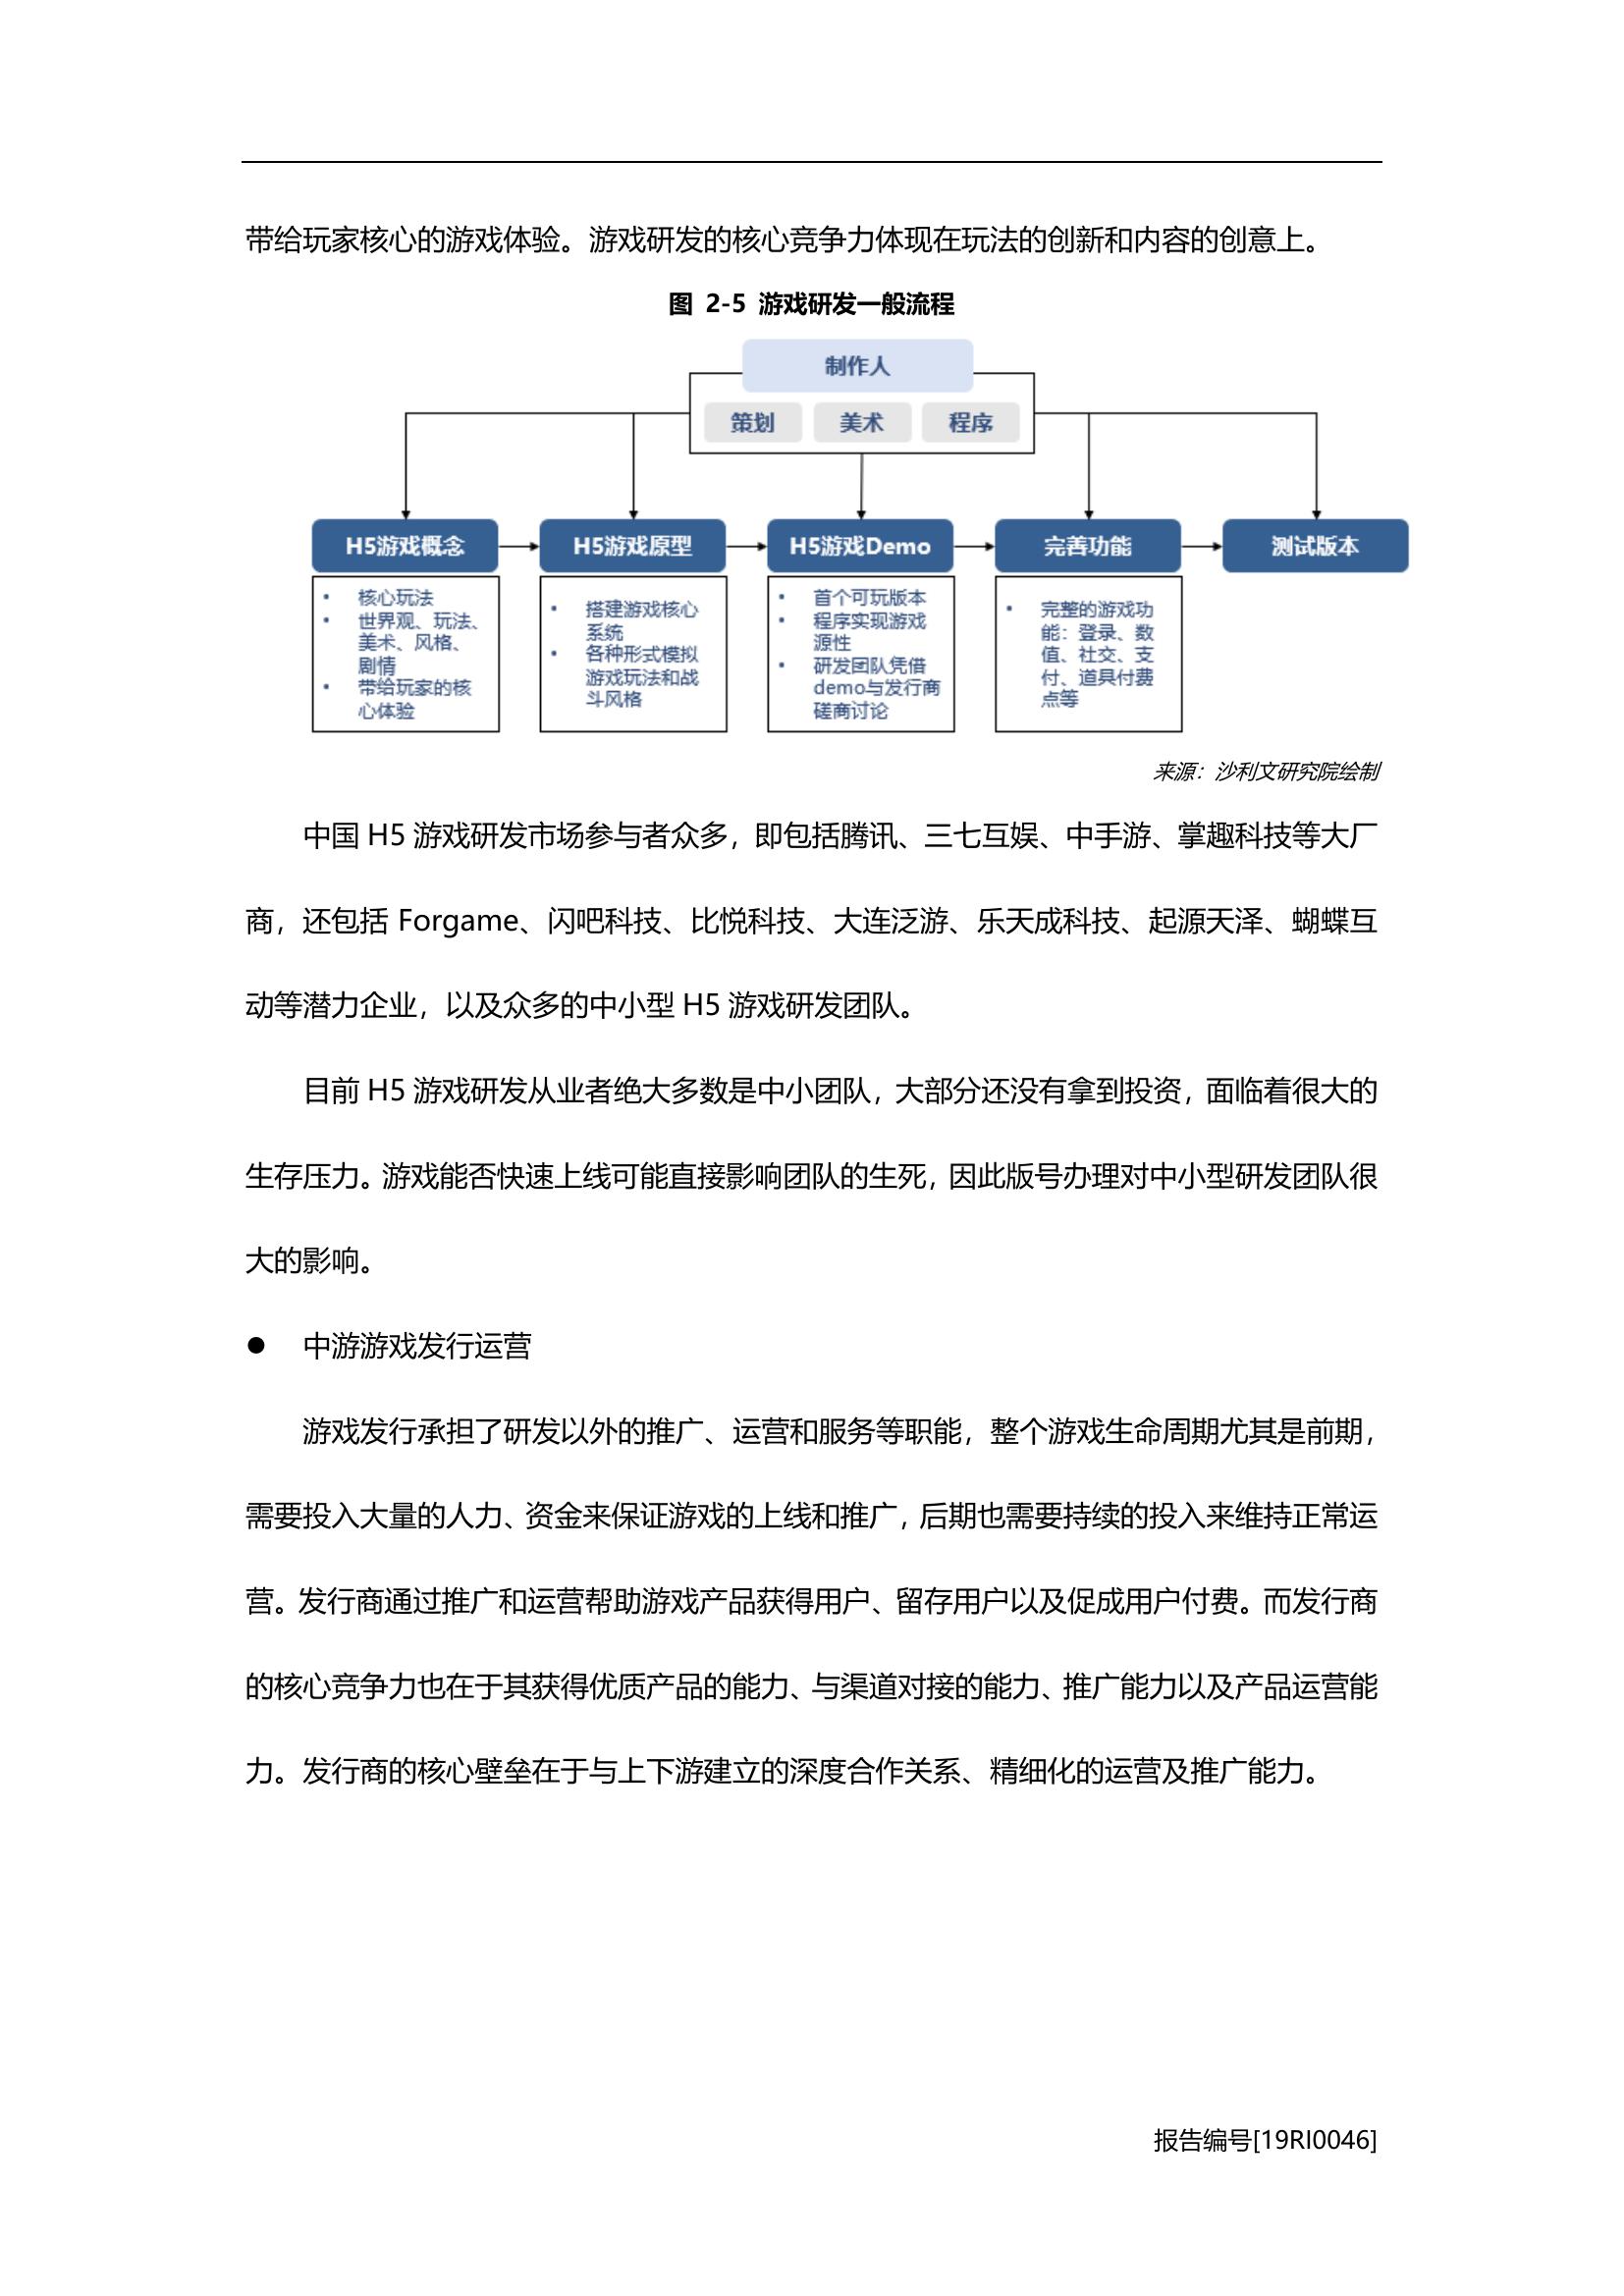 带给玩家核心的游戏体验。游戏研发的核心竞争力体现在玩法的创新和内容的创意上。
图 2-5 游戏研发一般流程
制作人
策划 美术 程序
H5游戏概念
H5游戏原型
H5游戏Demo
完善功能
测试版本
• 核心玩法
• 世界观、玩法、
美术、风格、
剧情
• 带给玩家的核
心体验
• 搭建游戏核心
系统
• 各种形式模拟
游戏玩法和战
斗风格
• 首个可玩版本
• 程序实现游戏
源性
• 研发团队凭借
demo与发行商
磋商讨论
• 完整的游戏功
能：登录、数
值、社交、支
付、道具付费
点等
来源：沙利文研究院绘制
中国 H5 游戏研发市场参与者众多，即包括腾讯、三七互娱、中手游、掌趣科技等大厂
商，还包括 Forgame、闪吧科技、比悦科技、大连泛游、乐天成科技、起源天泽、蝴蝶互
动等潜力企业，以及众多的中小型 H5 游戏研发团队。
目前 H5 游戏研发从业者绝大多数是中小团队，大部分还没有拿到投资，面临着很大的
生存压力。游戏能否快速上线可能直接影响团队的生死，因此版号办理对中小型研发团队很
大的影响。
● 中游游戏发行运营
游戏发行承担了研发以外的推广、运营和服务等职能，整个游戏生命周期尤其是前期，
需要投入大量的人力、资金来保证游戏的上线和推广，后期也需要持续的投入来维持正常运
营。发行商通过推广和运营帮助游戏产品获得用户、留存用户以及促成用户付费。而发行商
的核心竞争力也在于其获得优质产品的能力、与渠道对接的能力、推广能力以及产品运营能
力。发行商的核心壁垒在于与上下游建立的深度合作关系、精细化的运营及推广能力。
报告编号[19RI0046]